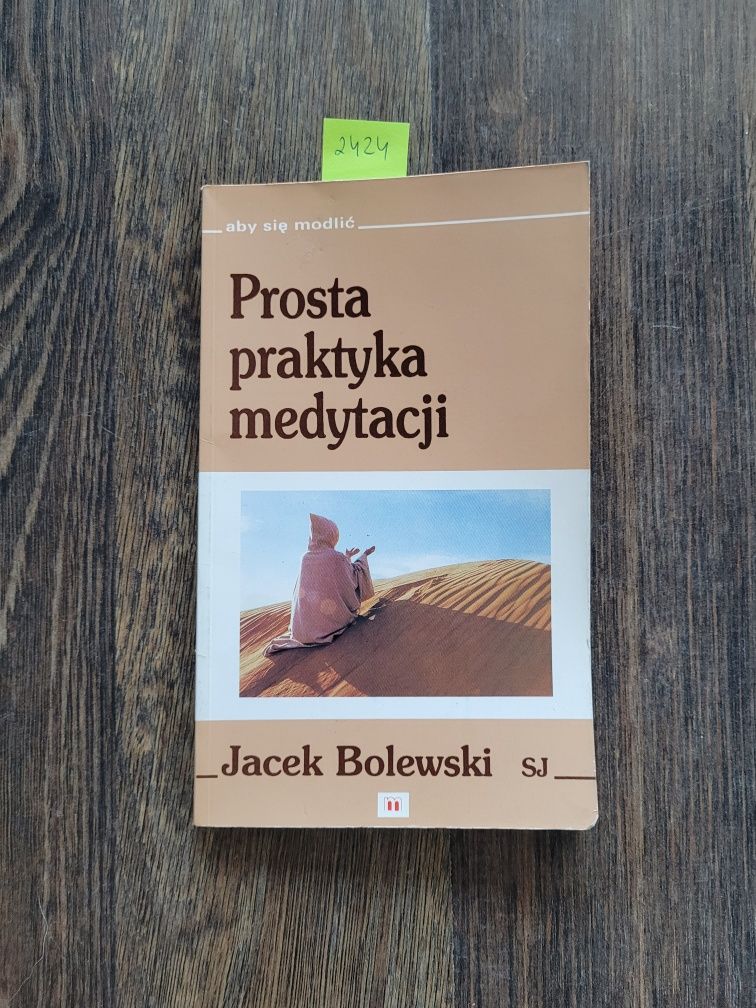 2424
aby się modlić
Prosta
praktyka
medytacji
Jacek Bolewski SJ
m